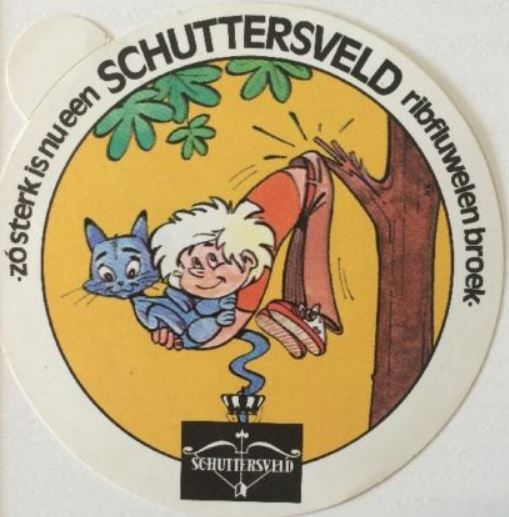 ·zó sterk is nu een SCHUTTERSVELD ribfluwelen broek·
SCHUTTERSVELD